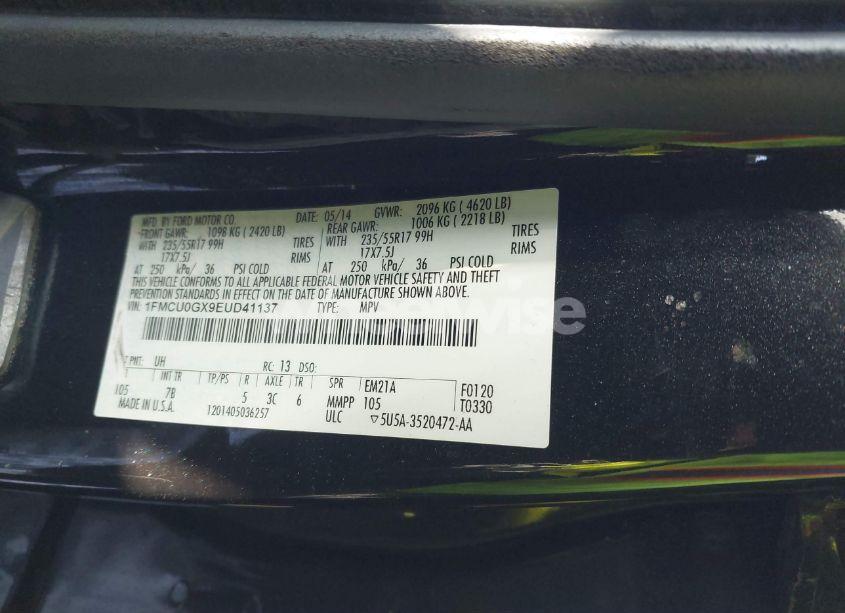 MFD. BY FORD MOTOR CO. DATE: 05/14 GVWR: 2096 KG ( 4620 LB)
FRONT GAWR: 1098 KG ( 2420 LB) REAR GAWR: 1006 KG ( 2218 LB)
WITH 235/55R17 99H TIRES WITH 235/55R17 99H TIRES
17X7.5J RIMS 17X7.5J RIMS
AT 250 kPa/ 36 PSI COLD AT 250 kPa/ 36 PSI COLD
THIS VEHICLE CONFORMS TO ALL APPLICABLE FEDERAL MOTOR VEHICLE SAFETY AND THEFT
PREVENTION STANDARDS IN EFFECT ON THE DATE OF MANUFACTURE SHOWN ABOVE.
VIN: 1FMCU0GX9EUD41137 TYPE: MPV
PNT: UH RC: 13 DSO:
INT TR TP/PS R AXLE TR SPR EM21A F0120
105 7B 5 3C 6 MMPP 105 T0330
MADE IN U.S.A. 1201405036257 ULC ▽5U5A-3520472-AA